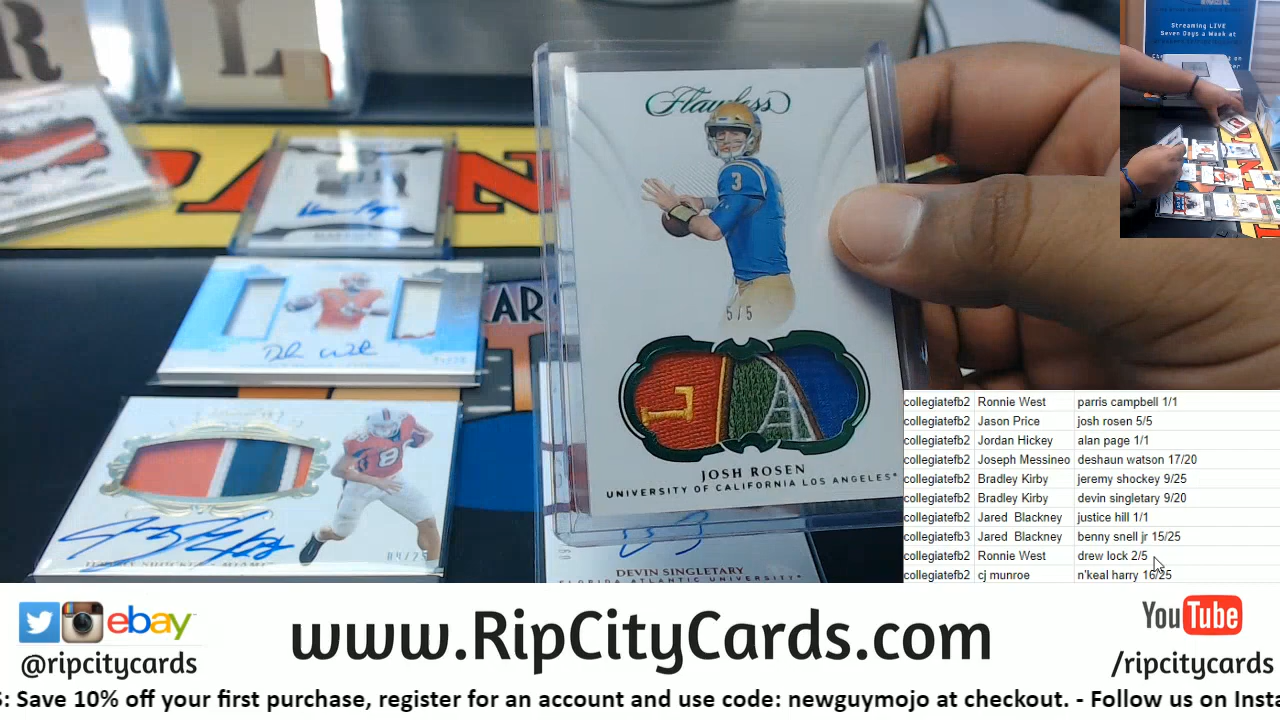 R L
Flawless
3
5/5
JOSH ROSEN
UNIVERSITY OF CALIFORNIA LOS ANGELES*
DEVIN SINGLETARY
FLORIDA ATLANTIC UNIVERSITY*
8
Streaming LIVE
Seven Days a Week at
collegiatefb2 Ronnie West parris campbell 1/1
collegiatefb2 Jason Price josh rosen 5/5
collegiatefb2 Jordan Hickey alan page 1/1
collegiatefb2 Joseph Messineo deshaun watson 17/20
collegiatefb2 Bradley Kirby jeremy shockey 9/25
collegiatefb2 Bradley Kirby devin singletary 9/20
collegiatefb2 Jared Blackney justice hill 1/1
collegiatefb3 Jared Blackney benny snell jr 15/25
collegiatefb2 Ronnie West drew lock 2/5
collegiatefb2 cj munroe n'keal harry 16/25
ebay
@ripcitycards
www.RipCityCards.com
YouTube
/ripcitycards
S: Save 10% off your first purchase, register for an account and use code: newguymojo at checkout. - Follow us on Insta